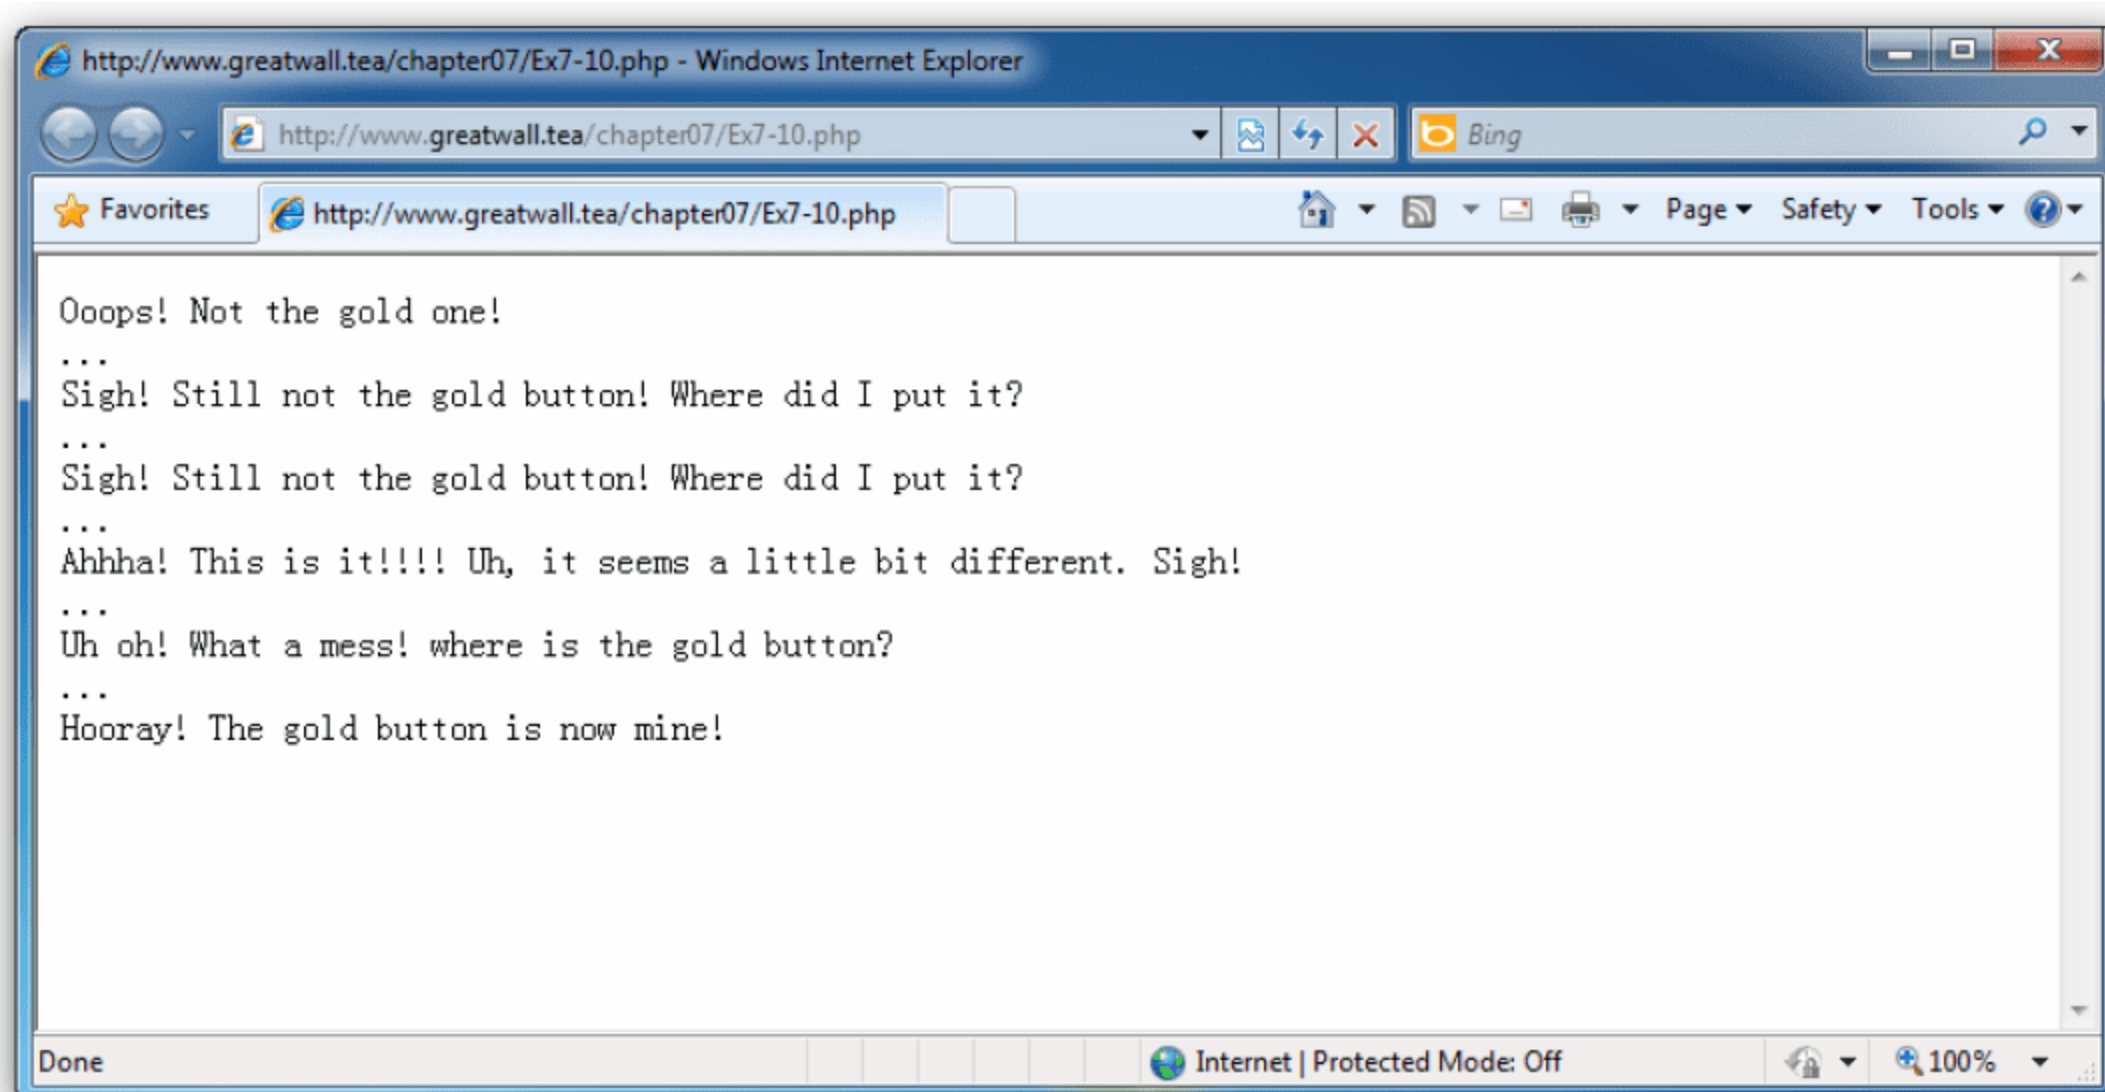 http://www.greatwall.tea/chapter07/Ex7-10.php - Windows Internet Explorer
http://www.greatwall.tea/chapter07/Ex7-10.php
Bing
Favorites
http://www.greatwall.tea/chapter07/Ex7-10.php
Page Safety Tools
Ooops! Not the gold one!
...
Sigh! Still not the gold button! Where did I put it?
...
Sigh! Still not the gold button! Where did I put it?
...
Ahhha! This is it!!!! Uh, it seems a little bit different. Sigh!
...
Uh oh! What a mess! where is the gold button?
...
Hooray! The gold button is now mine!
Done
Internet | Protected Mode: Off
100%